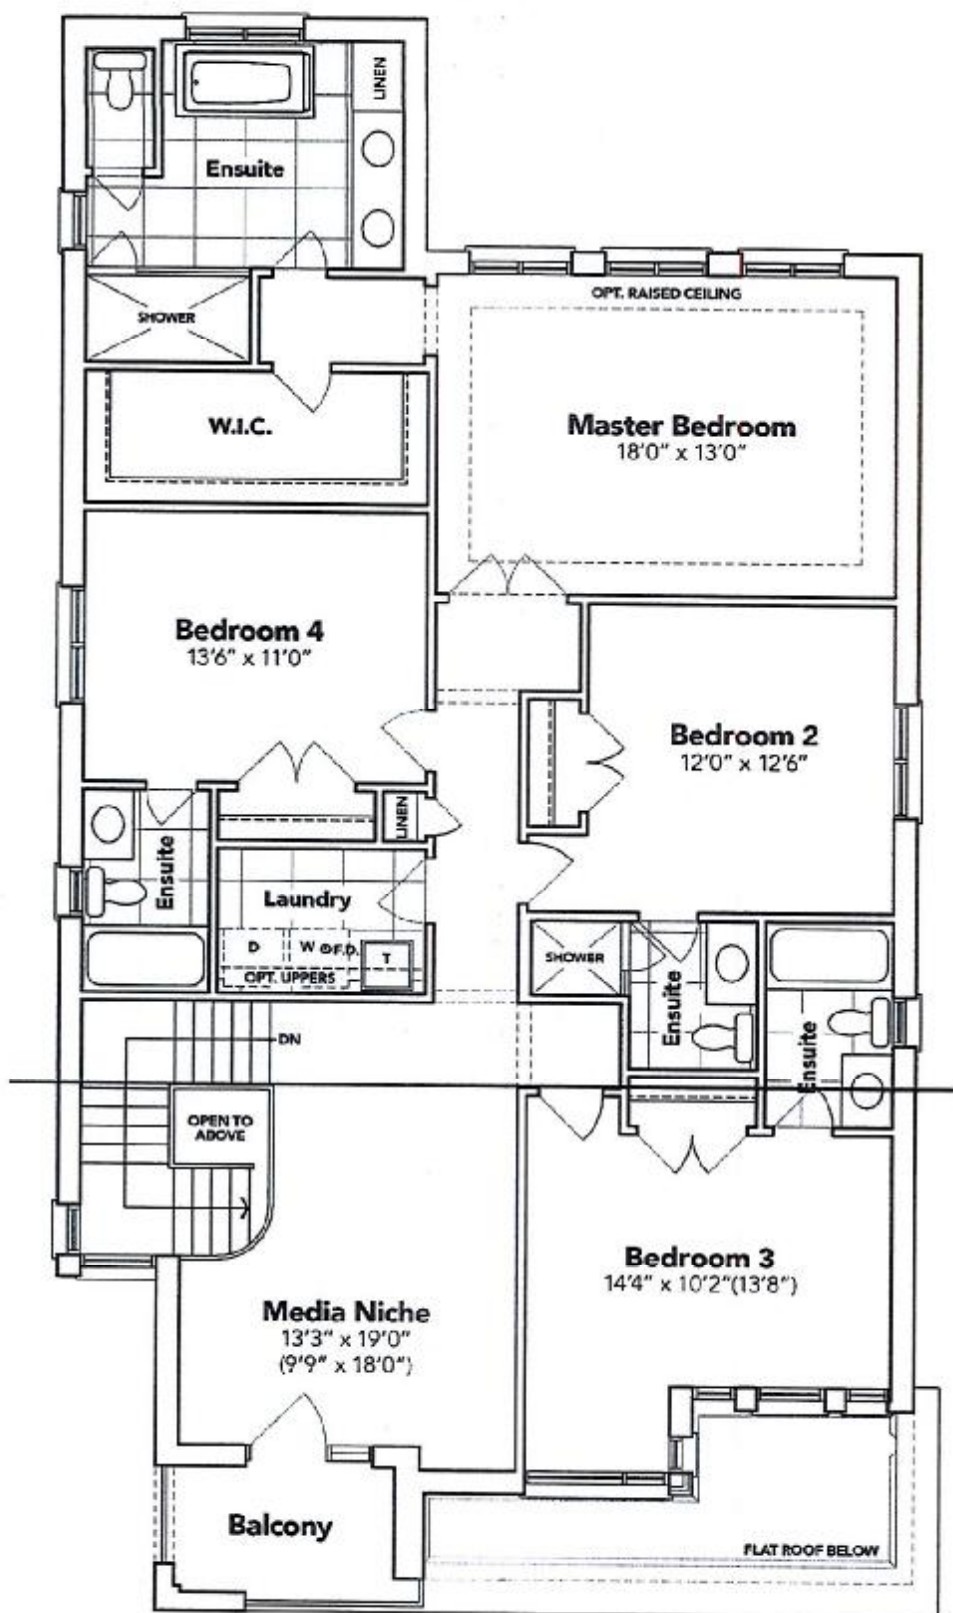 LINEN
Ensuite
SHOWER
OPT. RAISED CEILING
W.I.C.
Master Bedroom
18'0" x 13'0"
Bedroom 4
13'6" x 11'0"
Bedroom 2
12'0" x 12'6"
LINEN
Ensuite
Laundry
D
W
F.D.
T
OPT. UPPERS
SHOWER
Ensuite
Ensuite
DN
OPEN TO
ABOVE
Bedroom 3
14'4" x 10'2"(13'8")
Media Niche
13'3" x 19'0"
(9'9" x 18'0")
Balcony
FLAT ROOF BELOW